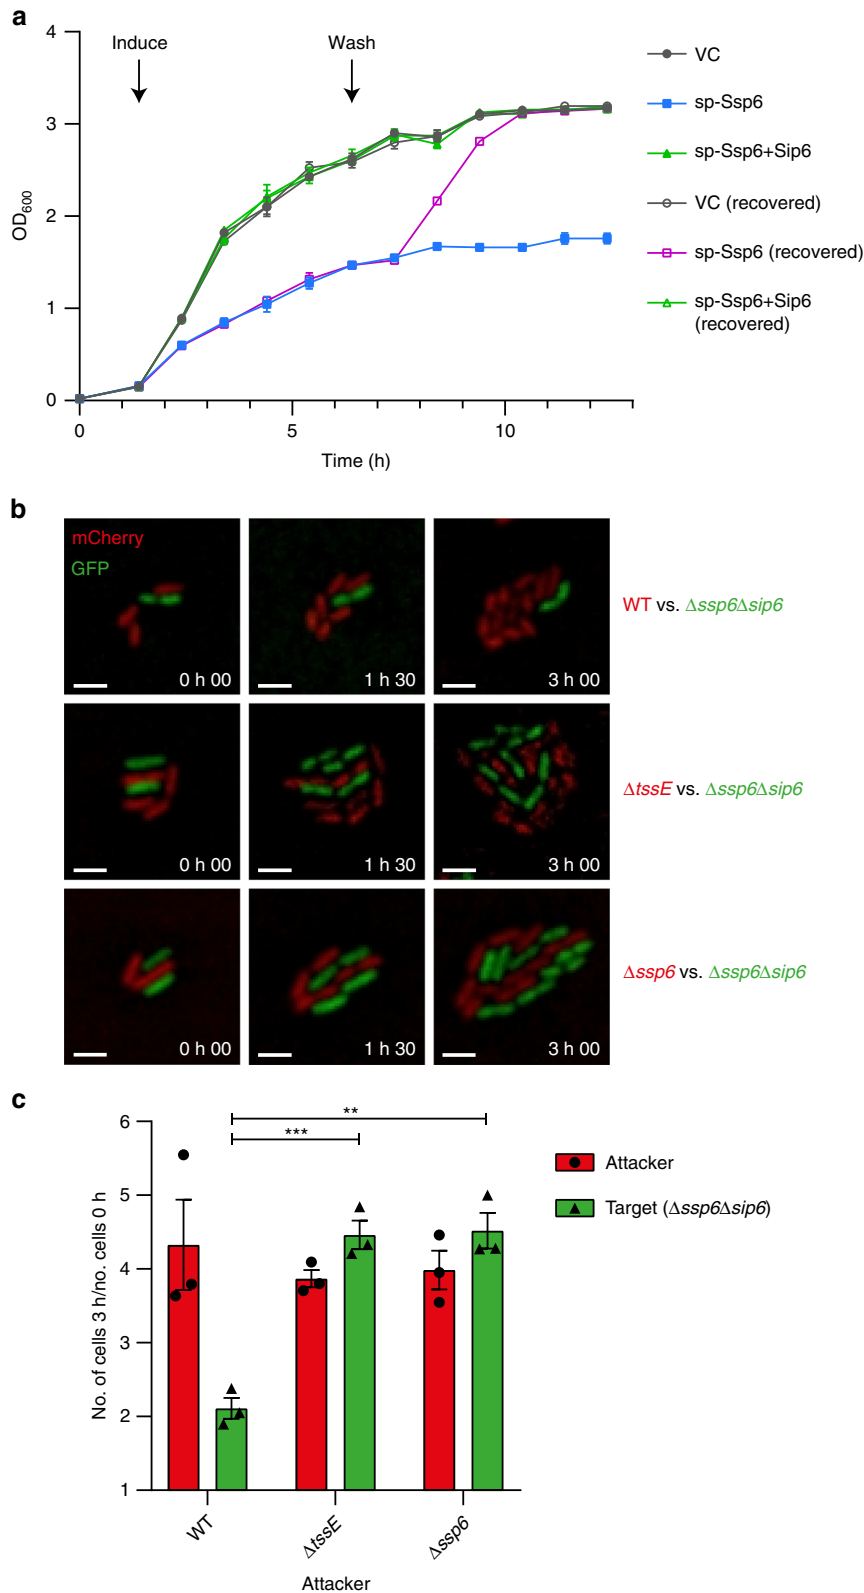 a
Induce
Wash
4
3
2
1
0
OD600
0
5
10
Time (h)
VC
sp-Ssp6
sp-Ssp6+Sip6
VC (recovered)
sp-Ssp6 (recovered)
sp-Ssp6+Sip6
(recovered)
b
mCherry
GFP
0 h 00
1 h 30
3 h 00
WT vs. Δssp6Δsip6
0 h 00
1 h 30
3 h 00
ΔtssE vs. Δssp6Δsip6
0 h 00
1 h 30
3 h 00
Δssp6 vs. Δssp6Δsip6
c
**
***
6
5
4
3
2
1
No. of cells 3 h/no. cells 0 h
WT
ΔtssE
Δssp6
Attacker
Attacker
Target (Δssp6Δsip6)